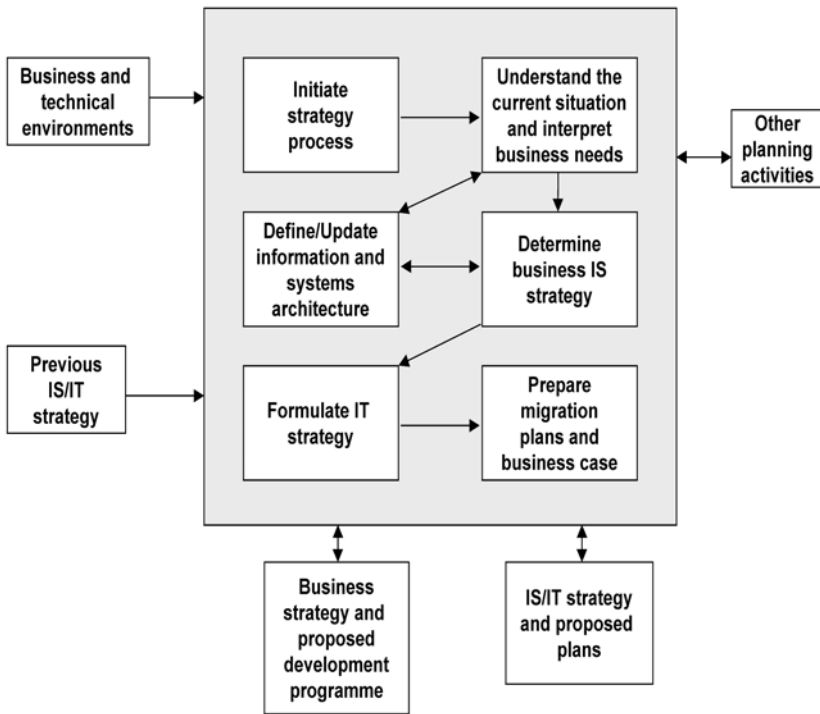 Business and
technical
environments
Initiate
strategy
process
Understand the
current situation
and interpret
business needs
Other
planning
activities
Define/Update
information and
systems
architecture
Determine
business IS
strategy
Previous
IS/IT
strategy
Formulate IT
strategy
Prepare
migration
plans and
business case
Business
strategy and
proposed
development
programme
IS/IT strategy
and proposed
plans